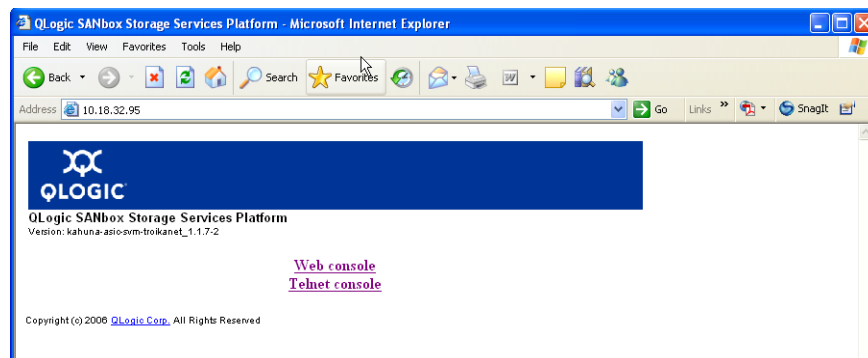 QLogic SANbox Storage Services Platform - Microsoft Internet Explorer
File Edit View Favorites Tools Help
Back Search Favorites
Address 10.18.32.95 Go Links » SnagIt
QLOGIC
QLogic SANbox Storage Services Platform
Version: kahuna-asic-svm-troikanet_1.1.7-2
Web console
Telnet console
Copyright (c) 2006 QLogic Corp. All Rights Reserved